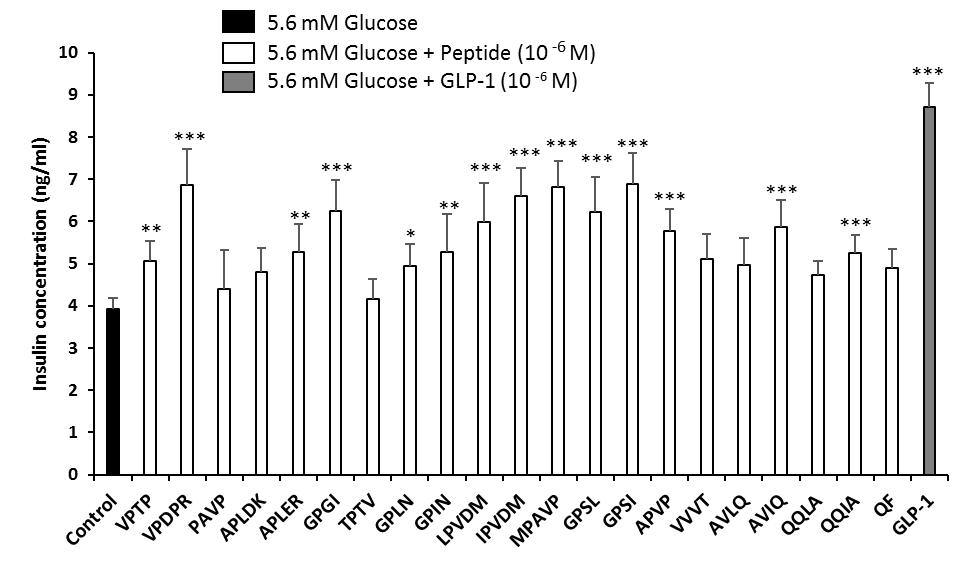 5.6 mM Glucose
5.6 mM Glucose + Peptide (10 -6 M)
5.6 mM Glucose + GLP-1 (10 -6 M)
Insulin concentration (ng/ml)
10
9
8
7
6
5
4
3
2
1
0
**
***
**
***
*
**
***
***
***
***
***
***
***
***
***
Control
VPTP
VPDPR
PAVP
APLDK
APLER
GPGI
TPTV
GPLN
GPIN
LPVDM
IPVDM
MPAVP
GPSL
GPSI
APVP
VVVT
AVLQ
AVIQ
QQLA
QQIA
QF
GLP-1